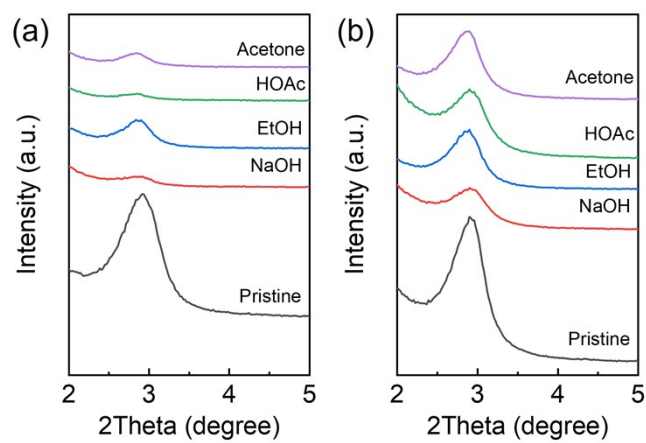 (a)
Intensity (a.u.)
Acetone
HOAc
EtOH
NaOH
Pristine
2 3 4 5
2Theta (degree)
(b)
Intensity (a.u.)
Acetone
HOAc
EtOH
NaOH
Pristine
2 3 4 5
2Theta (degree)